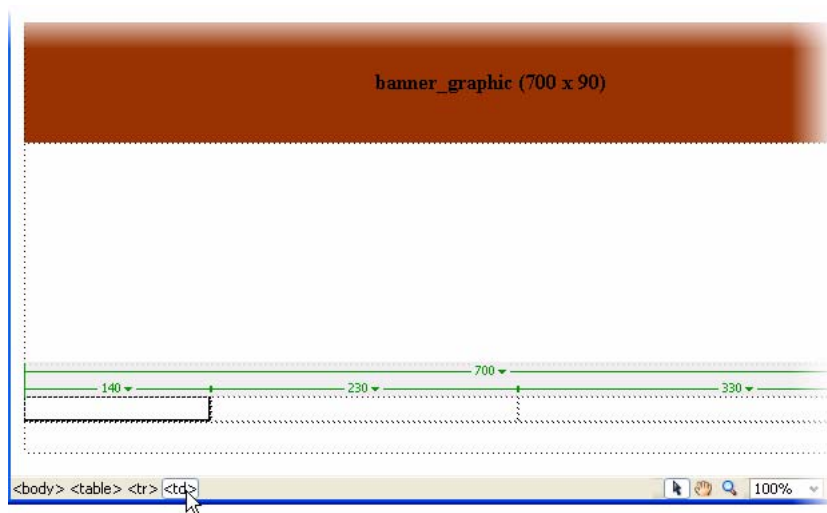 banner_graphic (700 x 90)
700
140 230 330
<body> <table> <tr> <td> 100%